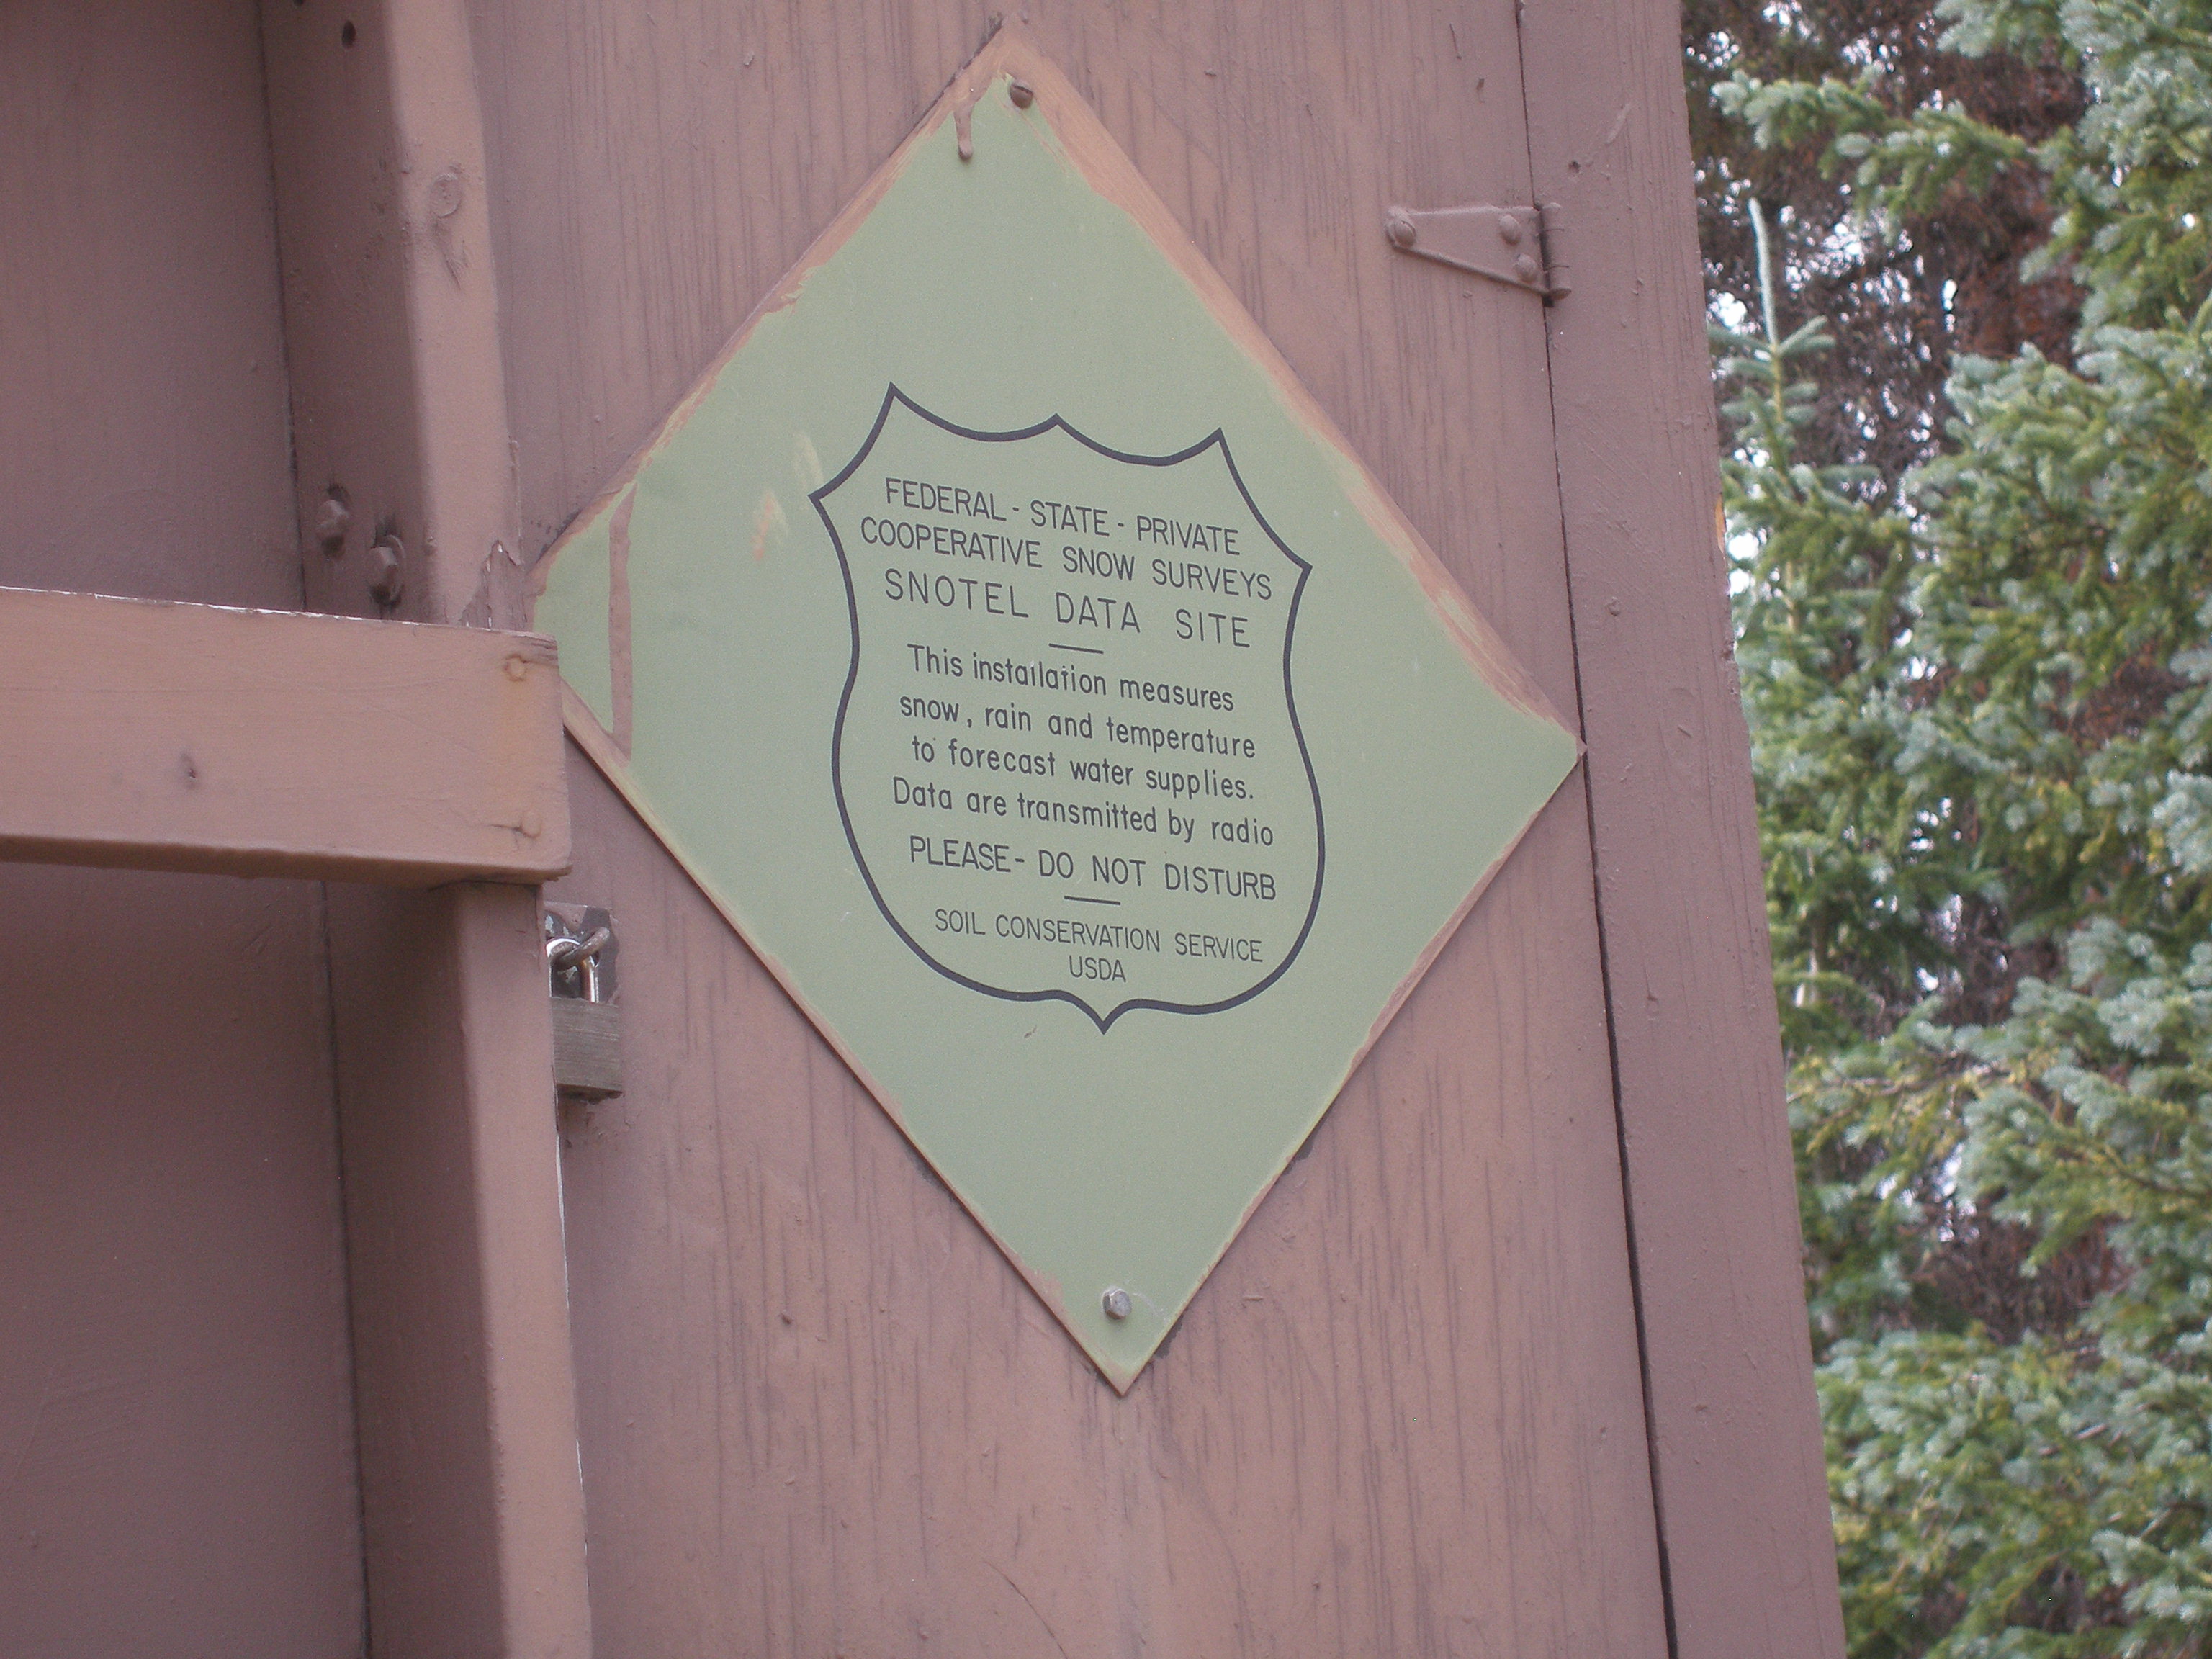 FEDERAL - STATE - PRIVATE
COOPERATIVE SNOW SURVEYS
SNOTEL DATA SITE
This installation measures
snow, rain and temperature
to forecast water supplies.
Data are transmitted by radio
PLEASE - DO NOT DISTURB
SOIL CONSERVATION SERVICE
USDA